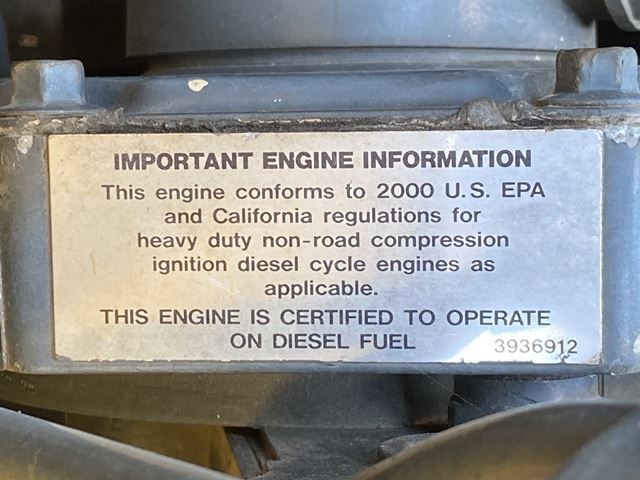 IMPORTANT ENGINE INFORMATION
This engine conforms to 2000 U.S. EPA
and California regulations for
heavy duty non-road compression
ignition diesel cycle engines as
applicable.
THIS ENGINE IS CERTIFIED TO OPERATE
ON DIESEL FUEL 3936912